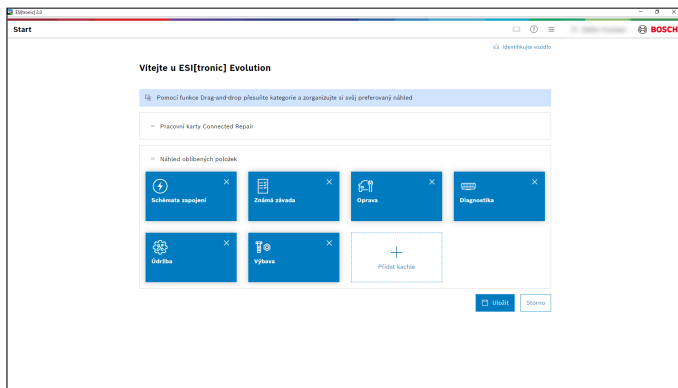 ESI[tronic] 2.0
Start
BOSCH
Identifikujte vozidlo
Vítejte u ESI[tronic] Evolution
Pomocí funkce Drag-and-drop přesuňte kategorie a zorganizujte si svůj preferovaný náhled
Pracovní karty Connected Repair
Náhled oblíbených položek
Schémata zapojení
Známá závada
Oprava
Diagnostika
Údržba
Výbava
Přidat kachle
Uložit
Storno